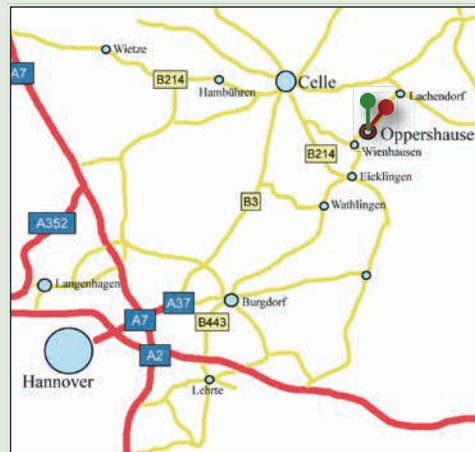 Wietze
A7
B214
Hambühren
Celle
Lachendorf
Oppershause
Wienhausen
B214
Eicklingen
B3
Wathlingen
A352
Langenhagen
A37
Burgdorf
A7
B443
A2
Hannover
Lehrte